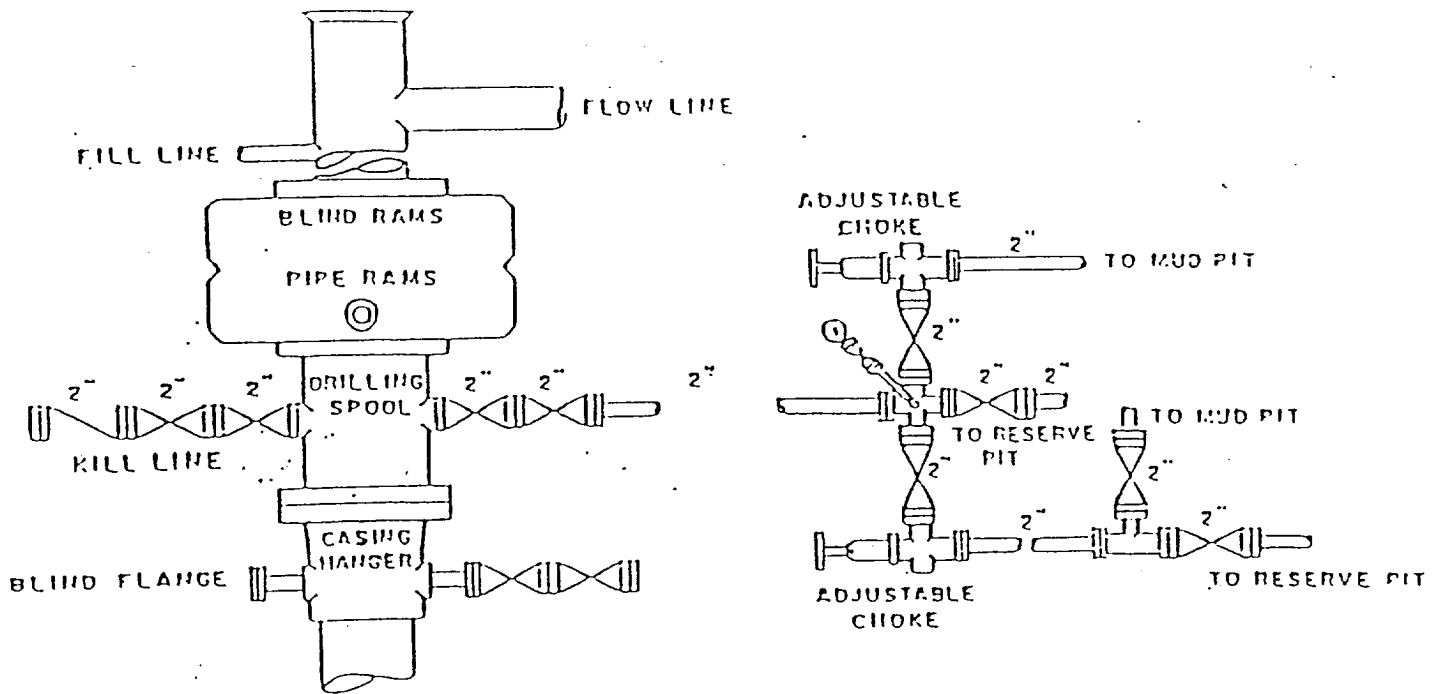 FLOW LINE
FILL LINE
BLIND RAMS
PIPE RAMS
2" 2" 2"
DRILLING
SPOOL
2" 2" 2"
KILL LINE
CASING
HANGER
BLIND FLANGE
ADJUSTABLE
CHOKE
2"
TO MUD PIT
2"
2" 2"
TO RESERVE
PIT
TO MUD PIT
2"
2"
2"
2"
TO RESERVE PIT
ADJUSTABLE
CHOKE